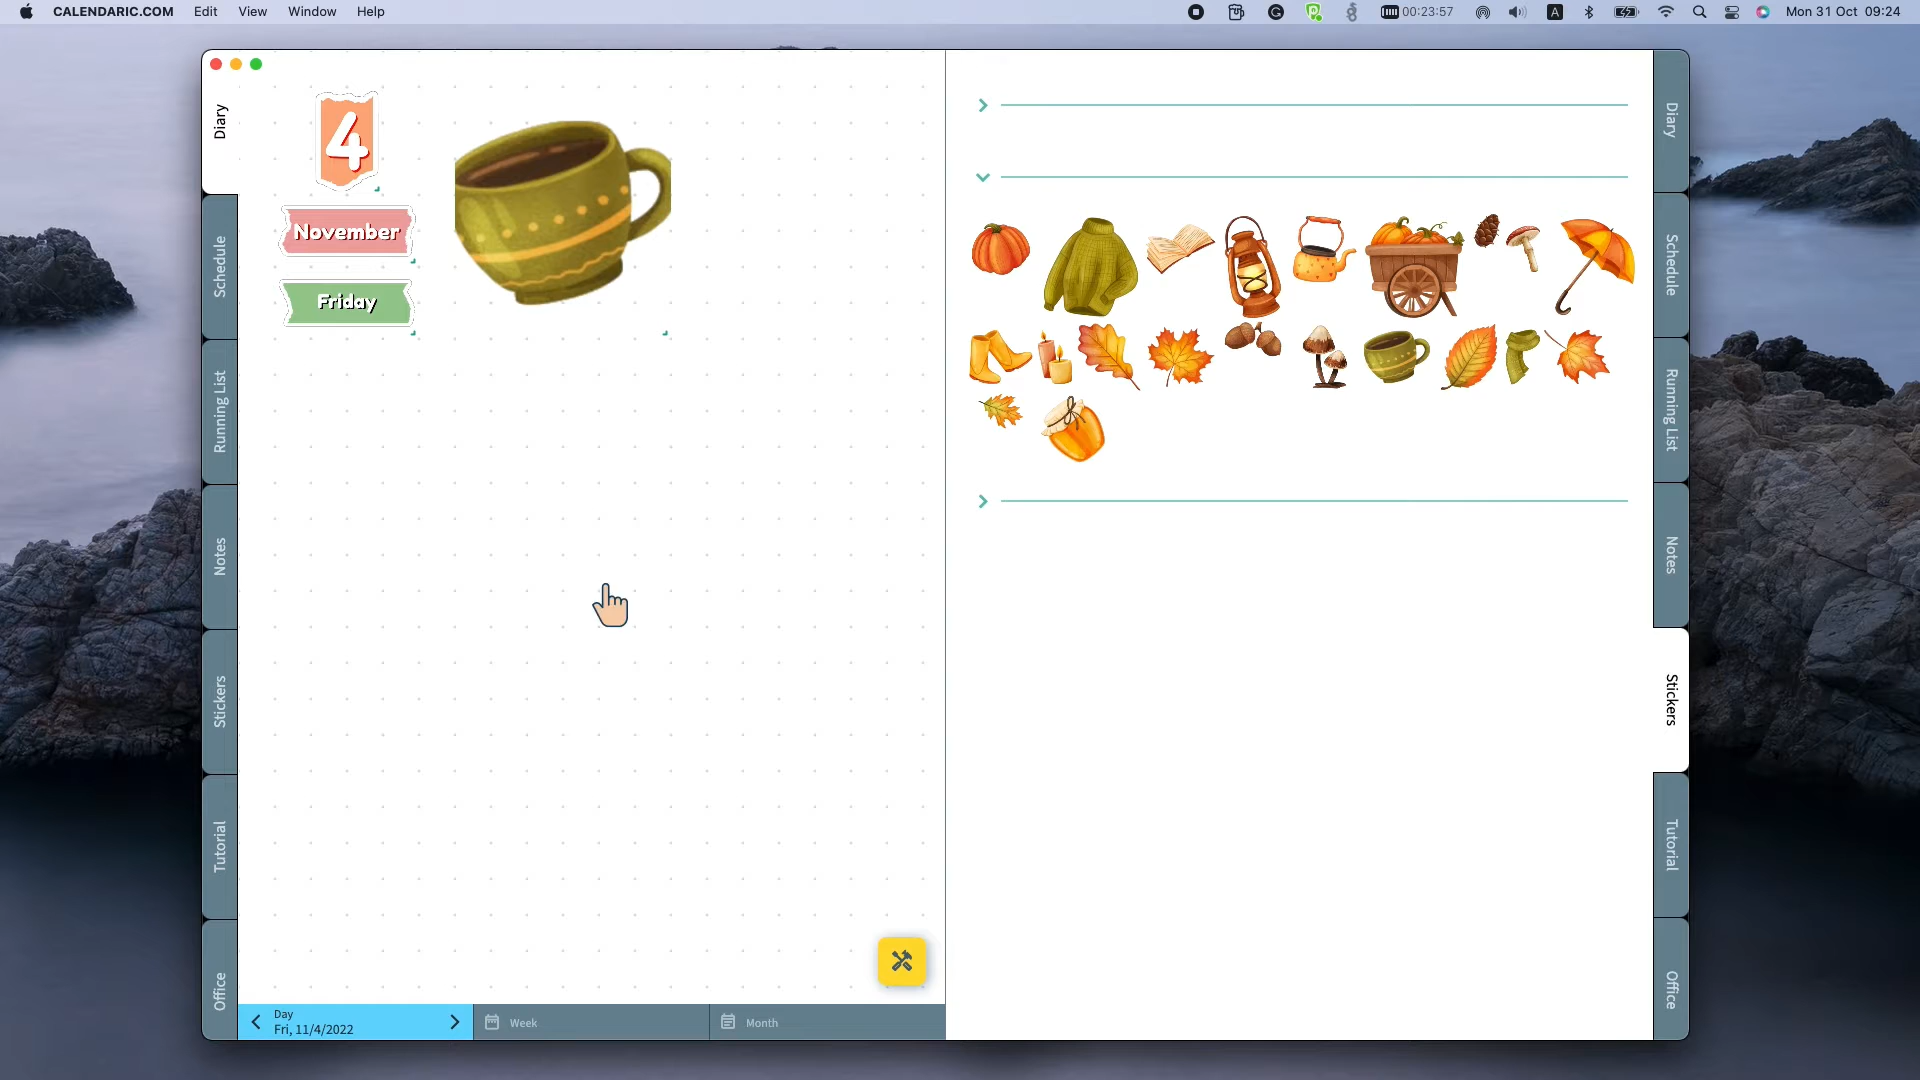 CALENDARIC.COM Edit View Window Help
00:23:57 A Mon 31 Oct 09:24
Diary
Schedule
Running List
Notes
Stickers
Tutorial
Office
4
November
Friday
Day
Fri, 11/4/2022
Week
Month
Diary
Schedule
Running List
Notes
Stickers
Tutorial
Office